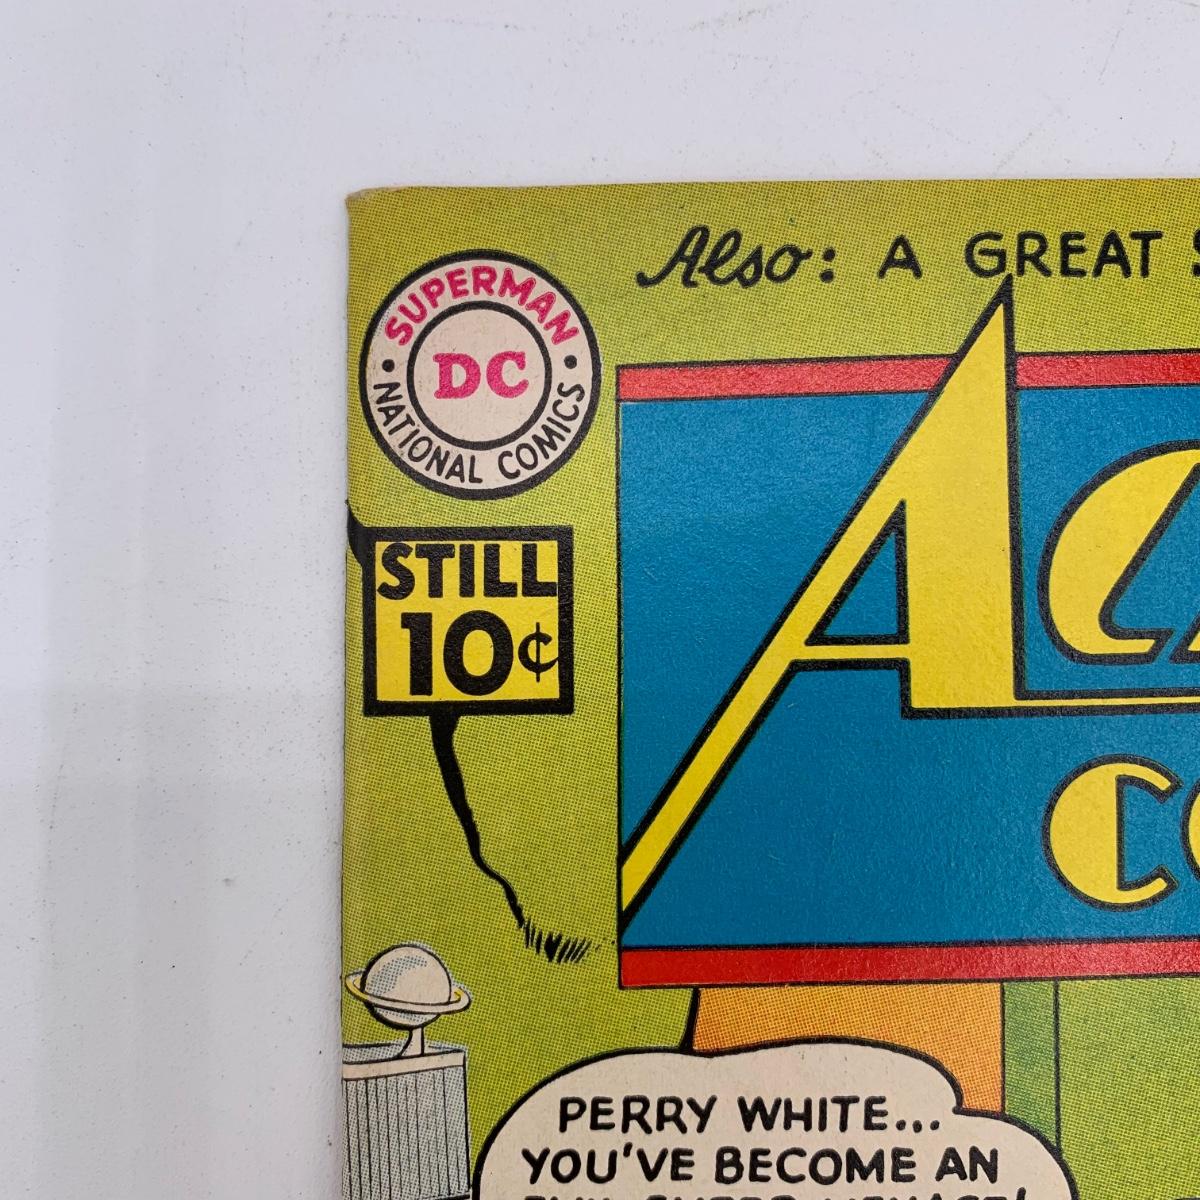 Also: A GREAT
SUPERMAN
DC
NATIONAL COMICS
STILL
10¢
PERRY WHITE...
YOU'VE BECOME AN